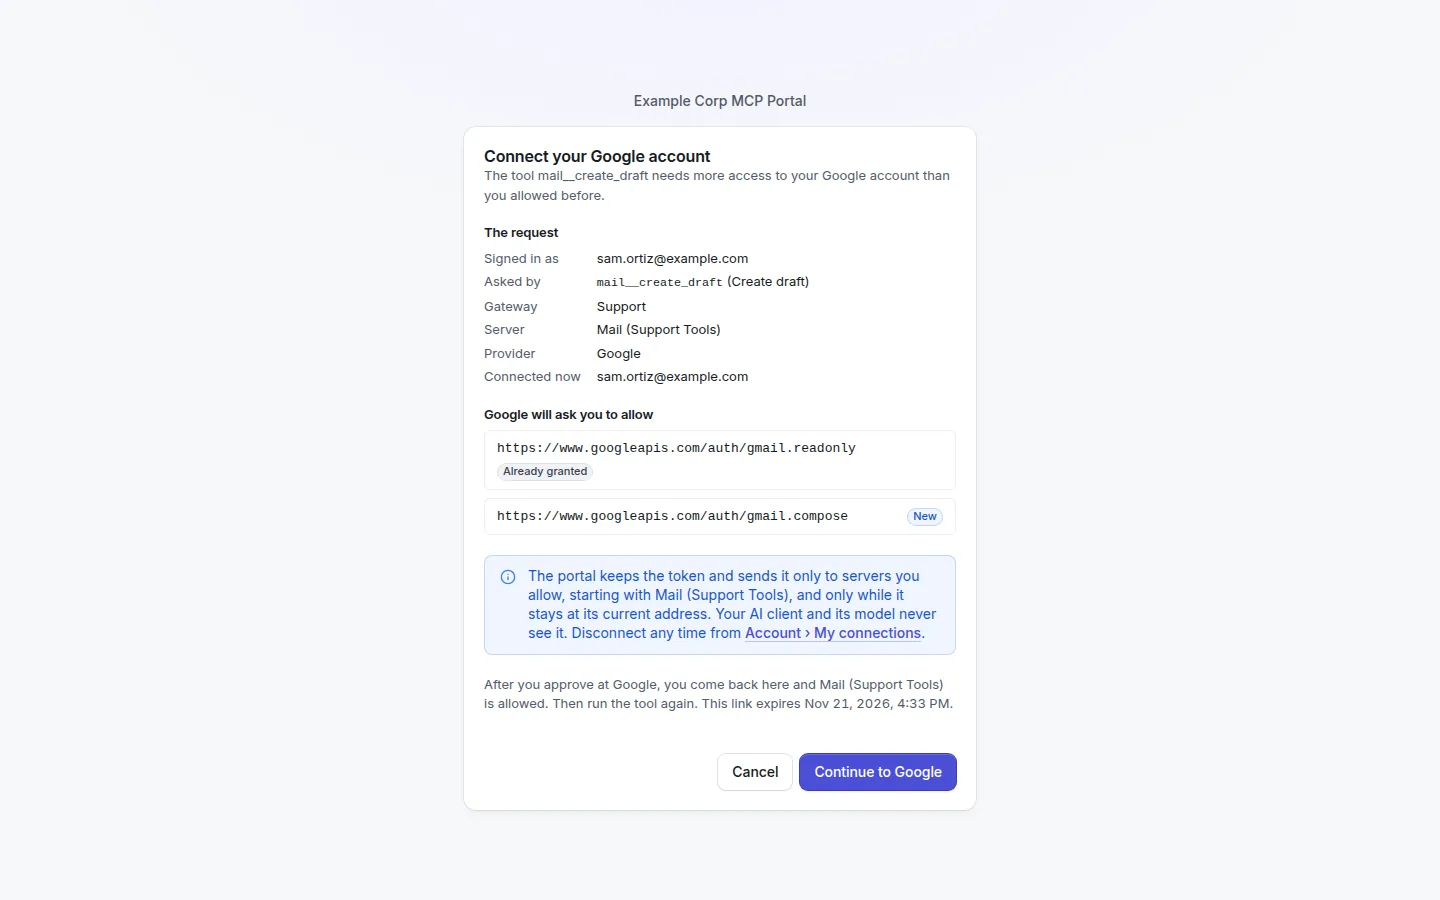 Example Corp MCP Portal
Connect your Google account
The tool mail__create_draft needs more access to your Google account than
you allowed before.
The request
Signed in as sam.ortiz@example.com
Asked by mail__create_draft (Create draft)
Gateway Support
Server Mail (Support Tools)
Provider Google
Connected now sam.ortiz@example.com
Google will ask you to allow
https://www.googleapis.com/auth/gmail.readonly
Already granted
https://www.googleapis.com/auth/gmail.compose New
The portal keeps the token and sends it only to servers you
allow, starting with Mail (Support Tools), and only while it
stays at its current address. Your AI client and its model never
see it. Disconnect any time from Account › My connections.
After you approve at Google, you come back here and Mail (Support Tools)
is allowed. Then run the tool again. This link expires Nov 21, 2026, 4:33 PM.
Cancel Continue to Google